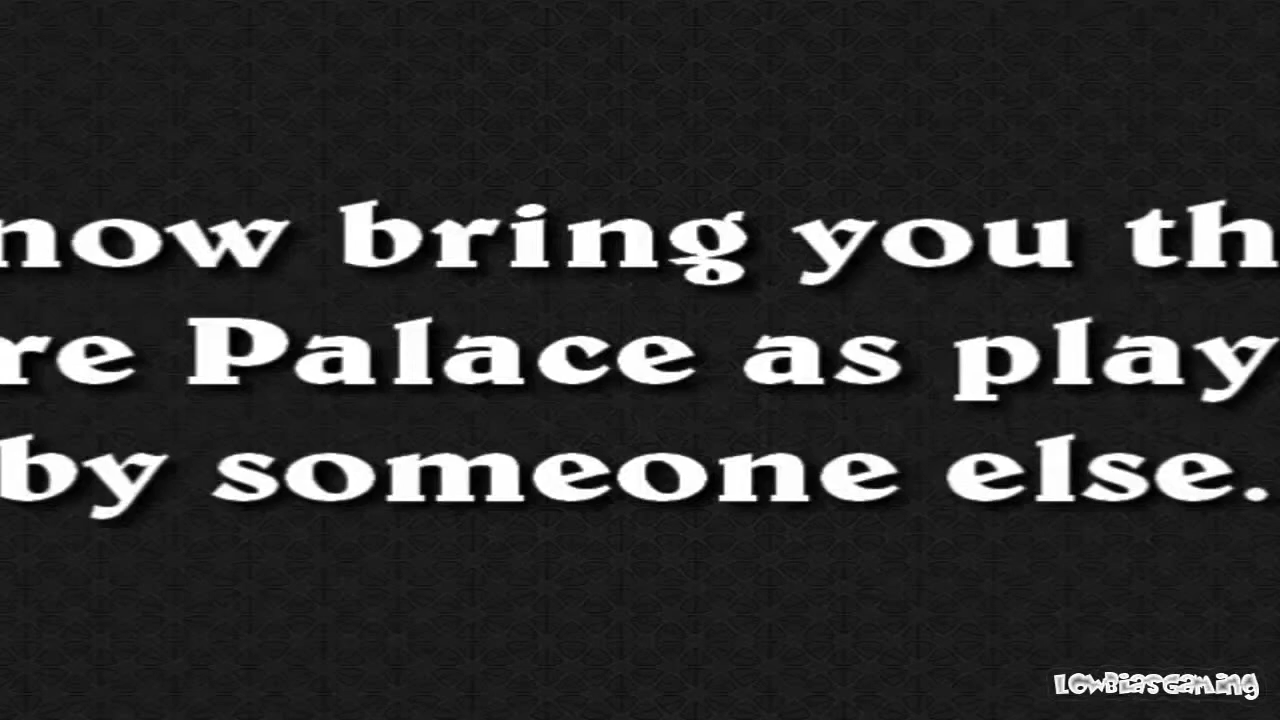 now bring you th
re Palace as play
by someone else.
LowBiasGaming